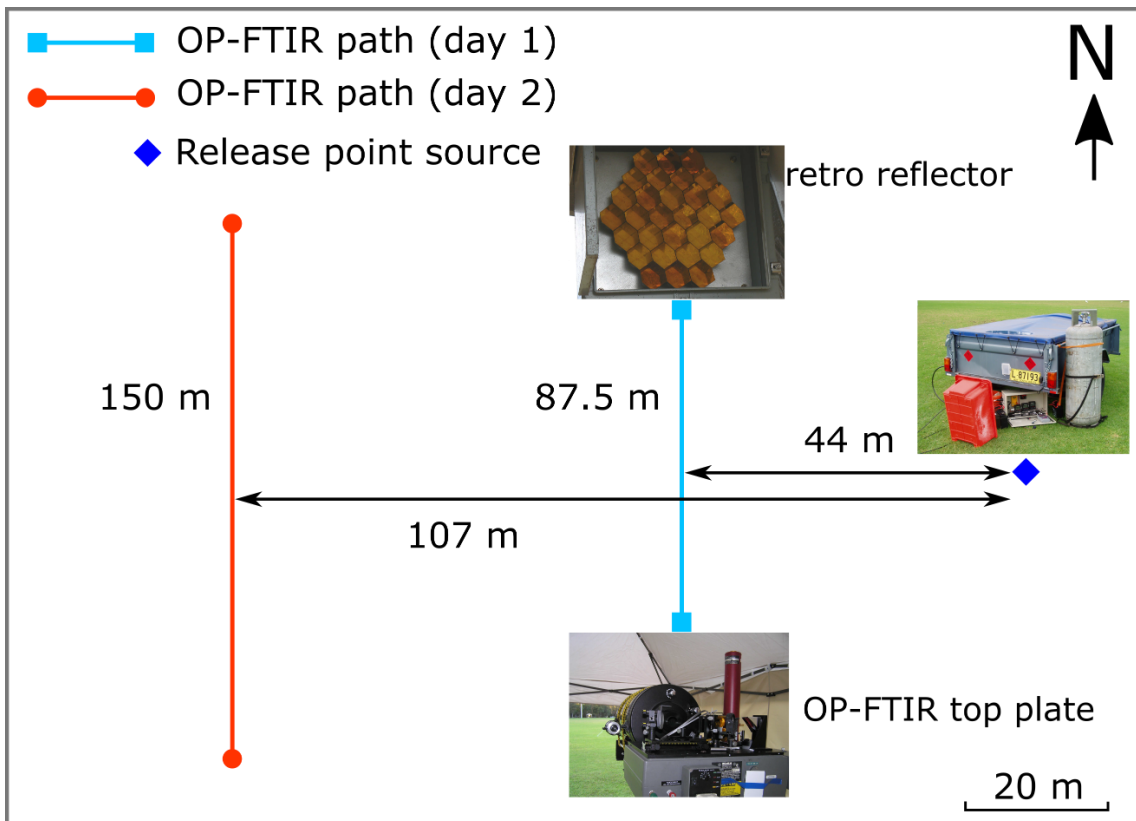 OP-FTIR path (day 1)
OP-FTIR path (day 2)
Release point source
N
retro reflector
150 m
87.5 m
L 87193
44 m
107 m
OP-FTIR top plate
20 m